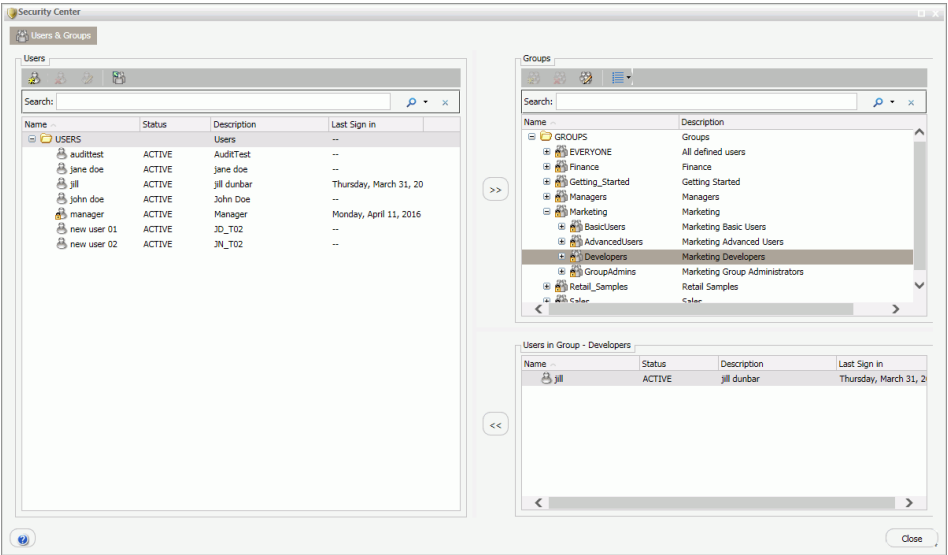 Security Center
Users & Groups
Users
Search:
Name Status Description Last Sign in
USERS Users
audittest ACTIVE AuditTest --
jane doe ACTIVE jane doe --
jill ACTIVE jill dunbar Thursday, March 31, 20
john doe ACTIVE John Doe --
manager ACTIVE Manager Monday, April 11, 2016
new user 01 ACTIVE JD_T02 --
new user 02 ACTIVE JN_T02 --
>>
<<
Groups
Search:
Name Description
GROUPS Groups
EVERYONE All defined users
Finance Finance
Getting_Started Getting Started
Managers Managers
Marketing Marketing
BasicUsers Marketing Basic Users
AdvancedUsers Marketing Advanced Users
Developers Marketing Developers
GroupAdmins Marketing Group Administrators
Retail_Samples Retail Samples
Sales Sales
Users in Group - Developers
Name Status Description Last Sign in
jill ACTIVE jill dunbar Thursday, March 31, 2
Close